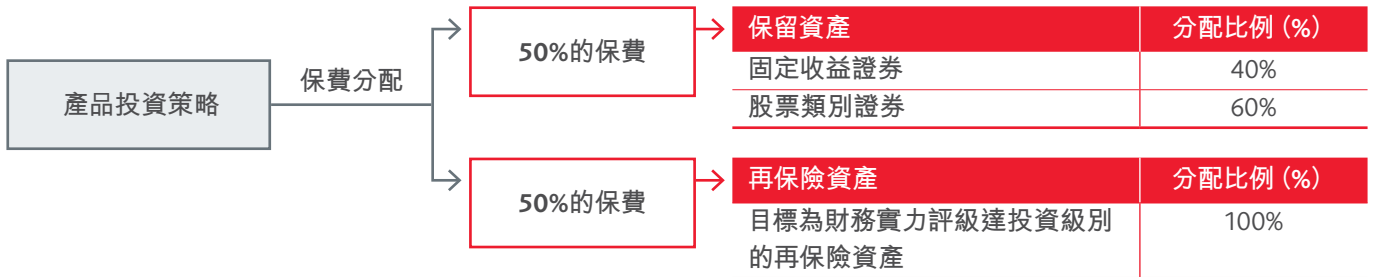 產品投資策略
保費分配
50%的保費
保留資產 分配比例 (%)
固定收益證券 40%
股票類別證券 60%
50%的保費
再保險資產 分配比例 (%)
目標為財務實力評級達投資級別 100%
的再保險資產